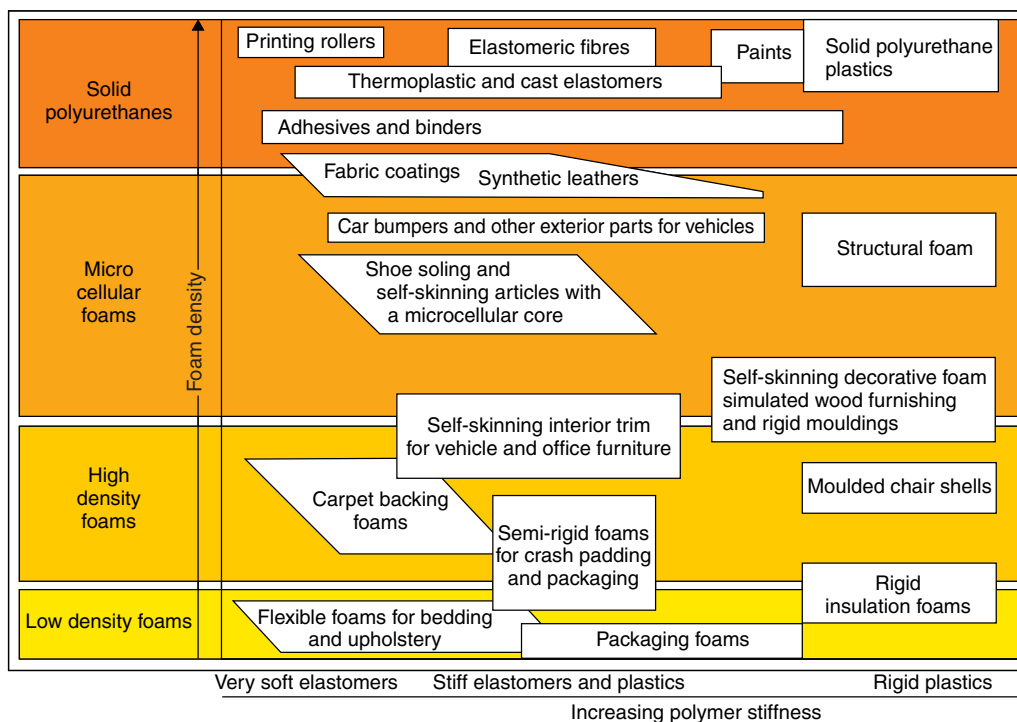 Printing rollers
Elastomeric fibres
Paints
Solid polyurethane
plastics
Solid
polyurethanes
Thermoplastic and cast elastomers
Adhesives and binders
Fabric coatings
Synthetic leathers
Car bumpers and other exterior parts for vehicles
Structural foam
Micro
cellular
foams
Shoe soling and
self-skinning articles with
a microcellular core
Foam density
Self-skinning decorative foam
simulated wood furnishing
and rigid mouldings
Self-skinning interior trim
for vehicle and office furniture
High
density
foams
Carpet backing
foams
Moulded chair shells
Semi-rigid foams
for crash padding
and packaging
Rigid
insulation foams
Low density foams
Flexible foams for bedding
and upholstery
Packaging foams
Very soft elastomers
Stiff elastomers and plastics
Rigid plastics
Increasing polymer stiffness